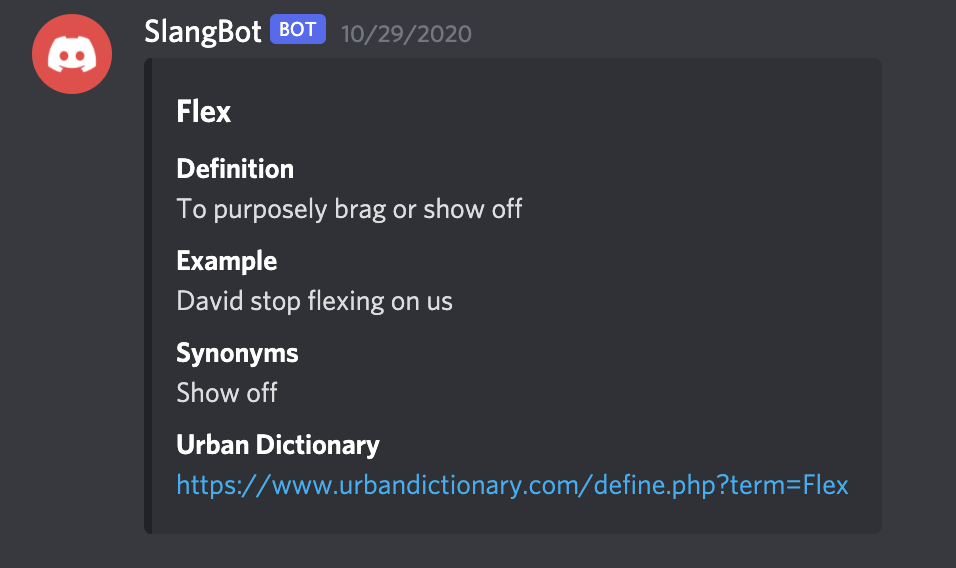 SlangBot BOT 10/29/2020
Flex
Definition
To purposely brag or show off
Example
David stop flexing on us
Synonyms
Show off
Urban Dictionary
https://www.urbandictionary.com/define.php?term=Flex